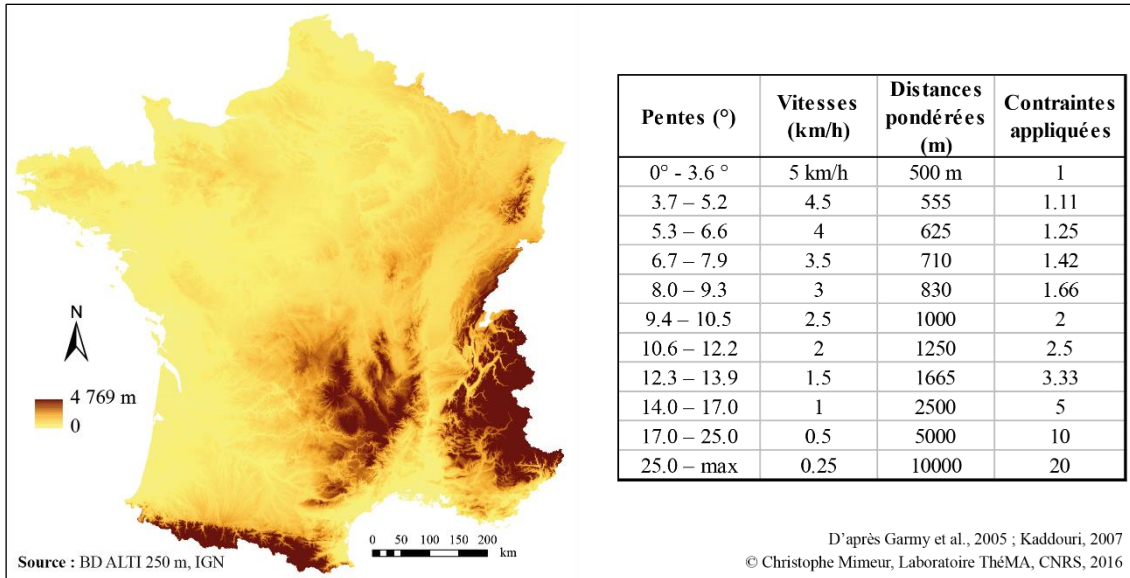 N
4 769 m
0
0 50 100 150 200
km
Source : BD ALTI 250 m, IGN
Pentes (°) Vitesses (km/h) Distances pondérées (m) Contraintes appliquées
0° - 3.6 ° 5 km/h 500 m 1
3.7 – 5.2 4.5 555 1.11
5.3 – 6.6 4 625 1.25
6.7 – 7.9 3.5 710 1.42
8.0 – 9.3 3 830 1.66
9.4 – 10.5 2.5 1000 2
10.6 – 12.2 2 1250 2.5
12.3 – 13.9 1.5 1665 3.33
14.0 – 17.0 1 2500 5
17.0 – 25.0 0.5 5000 10
25.0 – max 0.25 10000 20
D'après Garmy et al., 2005 ; Kaddouri, 2007
© Christophe Mimeur, Laboratoire ThéMA, CNRS, 2016